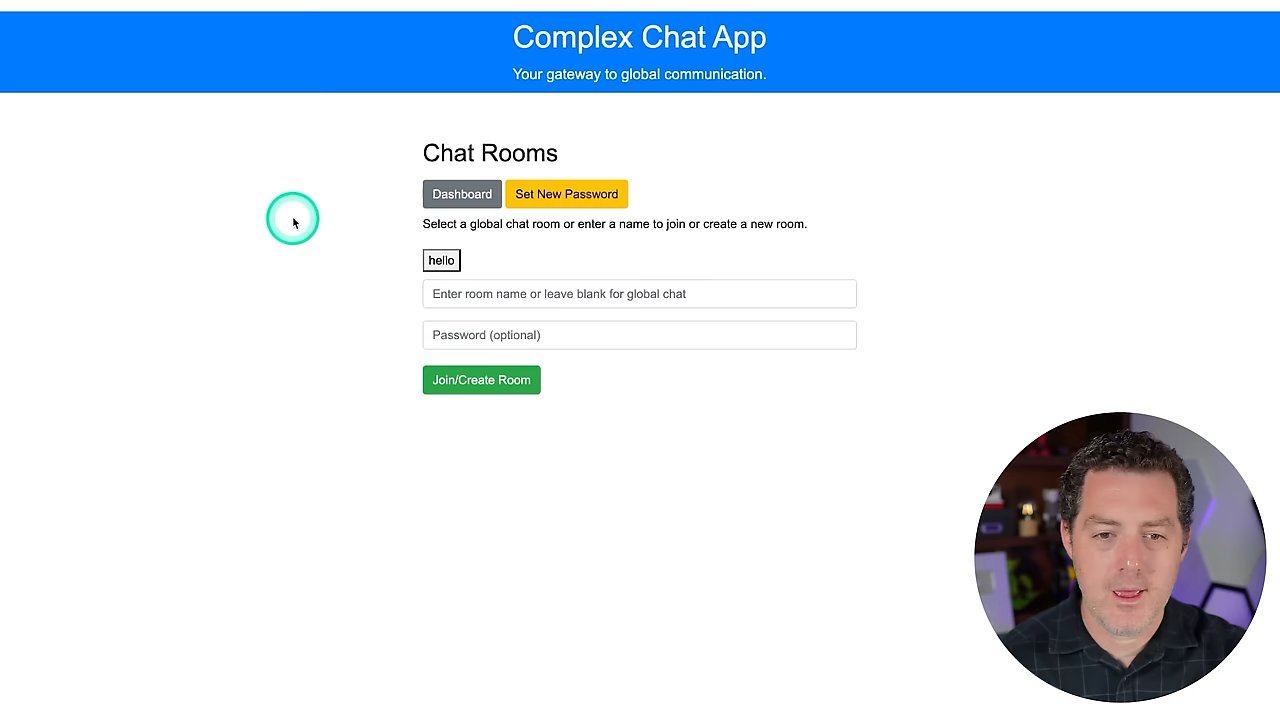 Complex Chat App
Your gateway to global communication.
Chat Rooms
Dashboard Set New Password
Select a global chat room or enter a name to join or create a new room.
hello
Enter room name or leave blank for global chat
Password (optional)
Join/Create Room